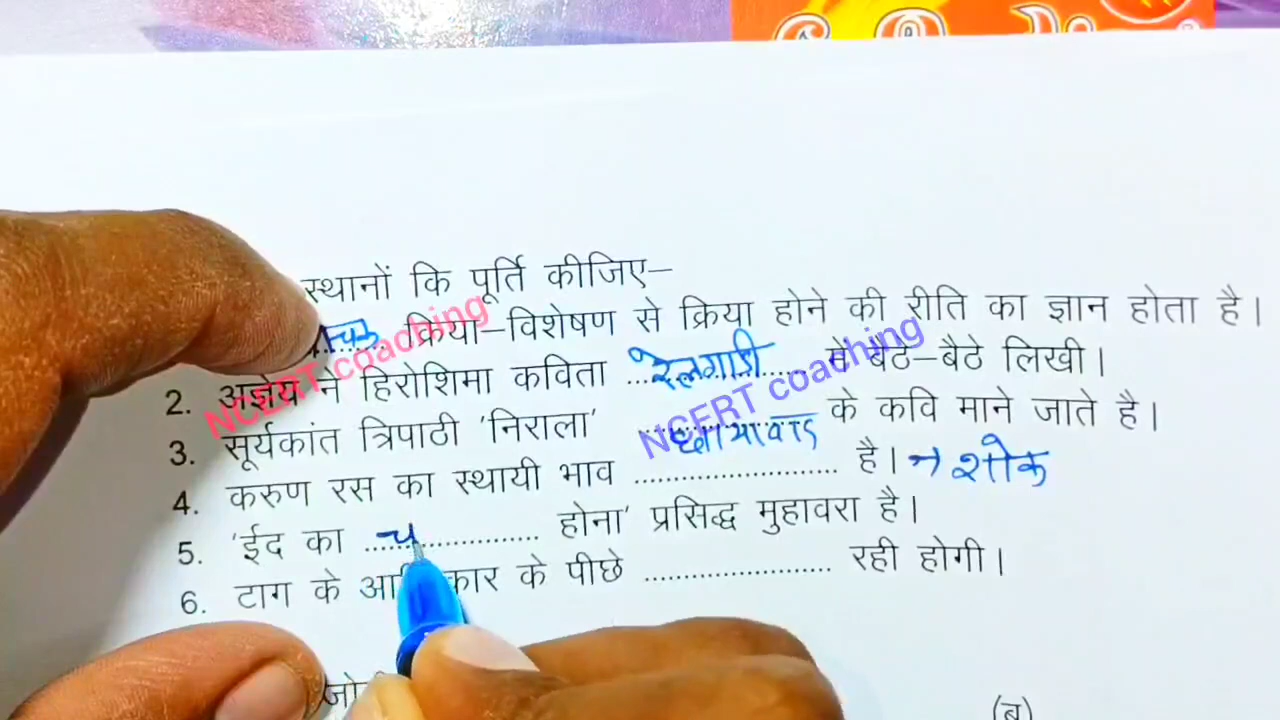 स्थानों कि पूर्ति कीजिए–
क्रिया–विशेषण से क्रिया होने की रीति का ज्ञान होता है।
2. अज्ञेय ने हिरोशिमा कविता ...रेलगाडी... में बैठे–बैठे लिखी।
3. सूर्यकांत त्रिपाठी 'निराला' ...छायावाद... के कवि माने जाते है।
4. करुण रस का स्थायी भाव .................... है। → शोक
5. 'ईद का ...च............... होना' प्रसिद्ध मुहावरा है।
6. टाग के के पीछे .................... रही होगी।
(ब)
NCERT coaching
NCERT coaching